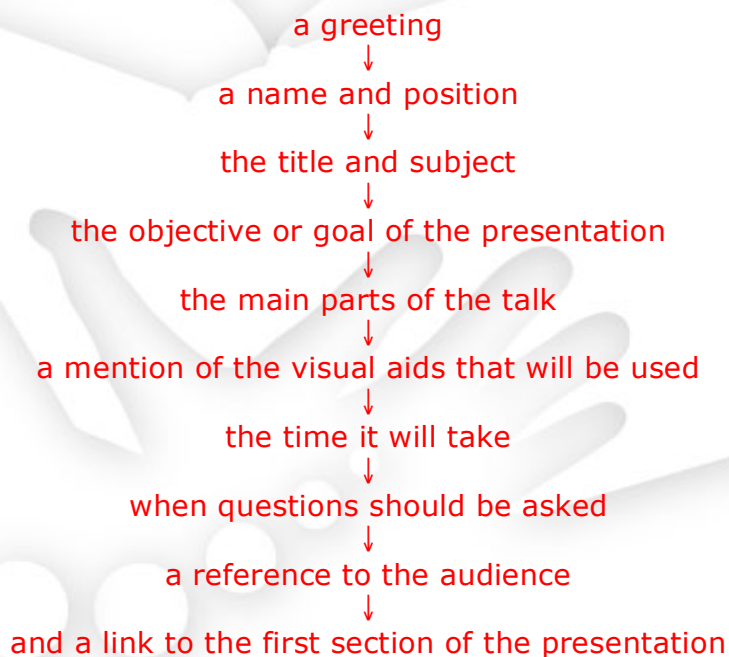 a greeting
↓
a name and position
↓
the title and subject
↓
the objective or goal of the presentation
↓
the main parts of the talk
↓
a mention of the visual aids that will be used
↓
the time it will take
↓
when questions should be asked
↓
a reference to the audience
↓
and a link to the first section of the presentation